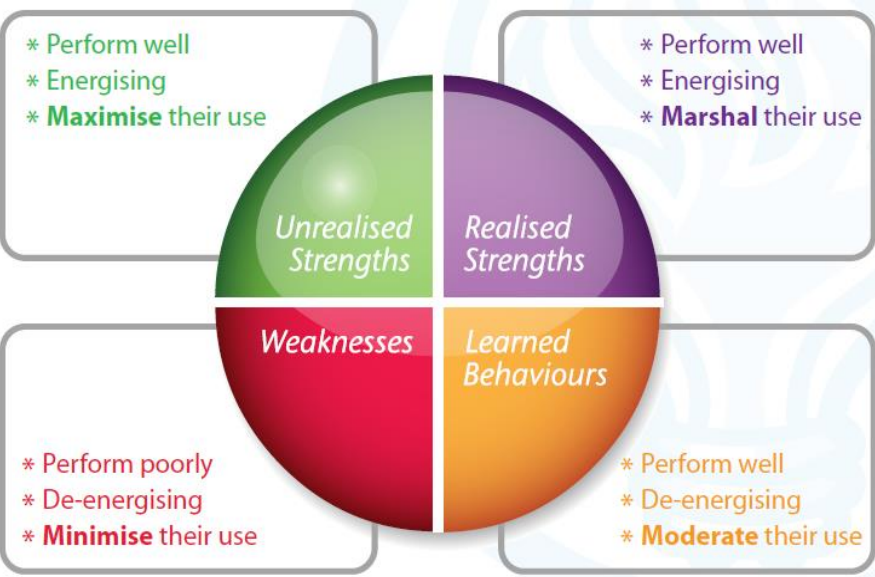 * Perform well
* Energising
* Maximise their use
* Perform well
* Energising
* Marshal their use
Unrealised
Strengths
Realised
Strengths
Weaknesses
Learned
Behaviours
* Perform poorly
* De-energising
* Minimise their use
* Perform well
* De-energising
* Moderate their use